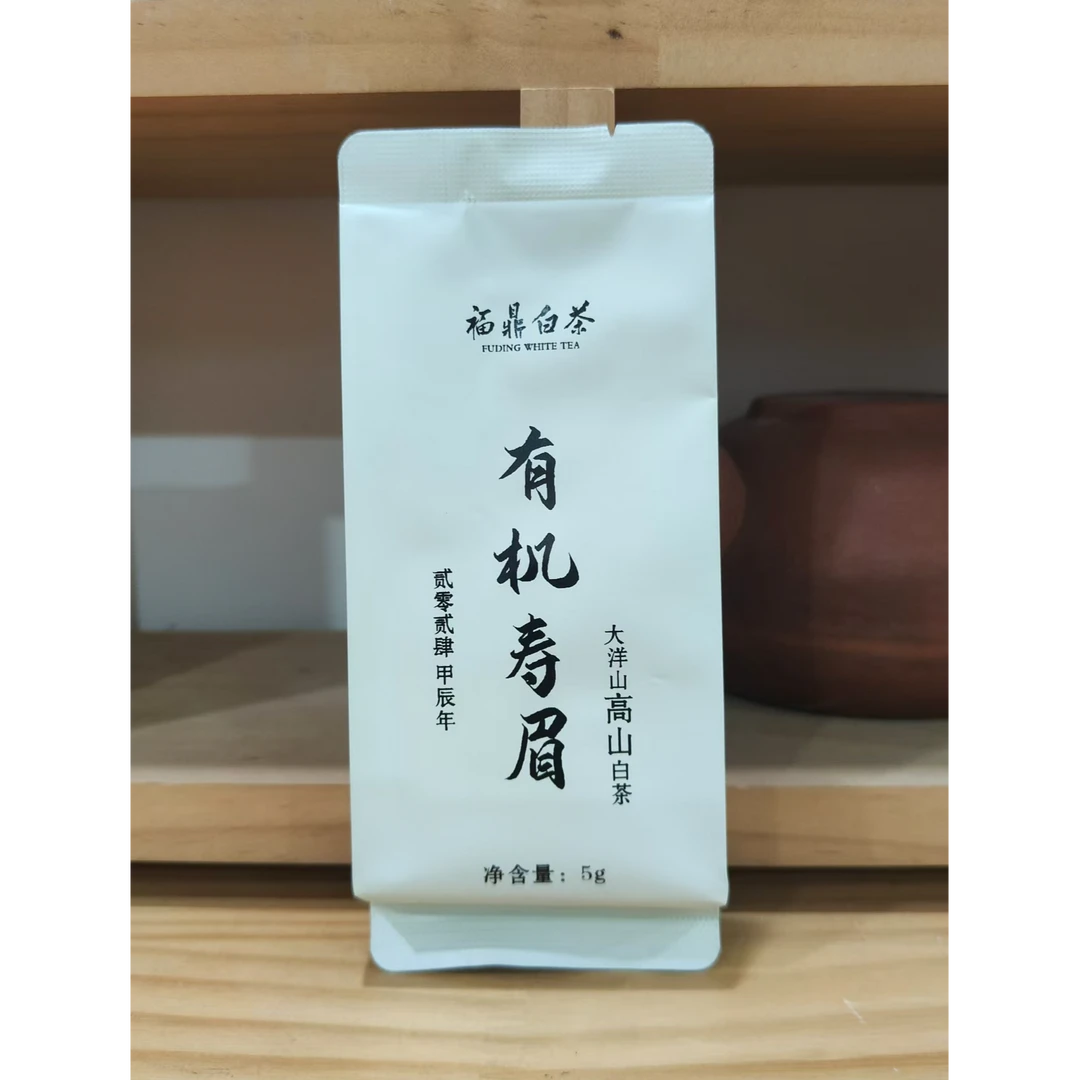 福鼎白茶
FUDING WHITE TEA
有机寿眉
大洋山高山白茶
贰零贰肆 甲辰年
净含量：5g